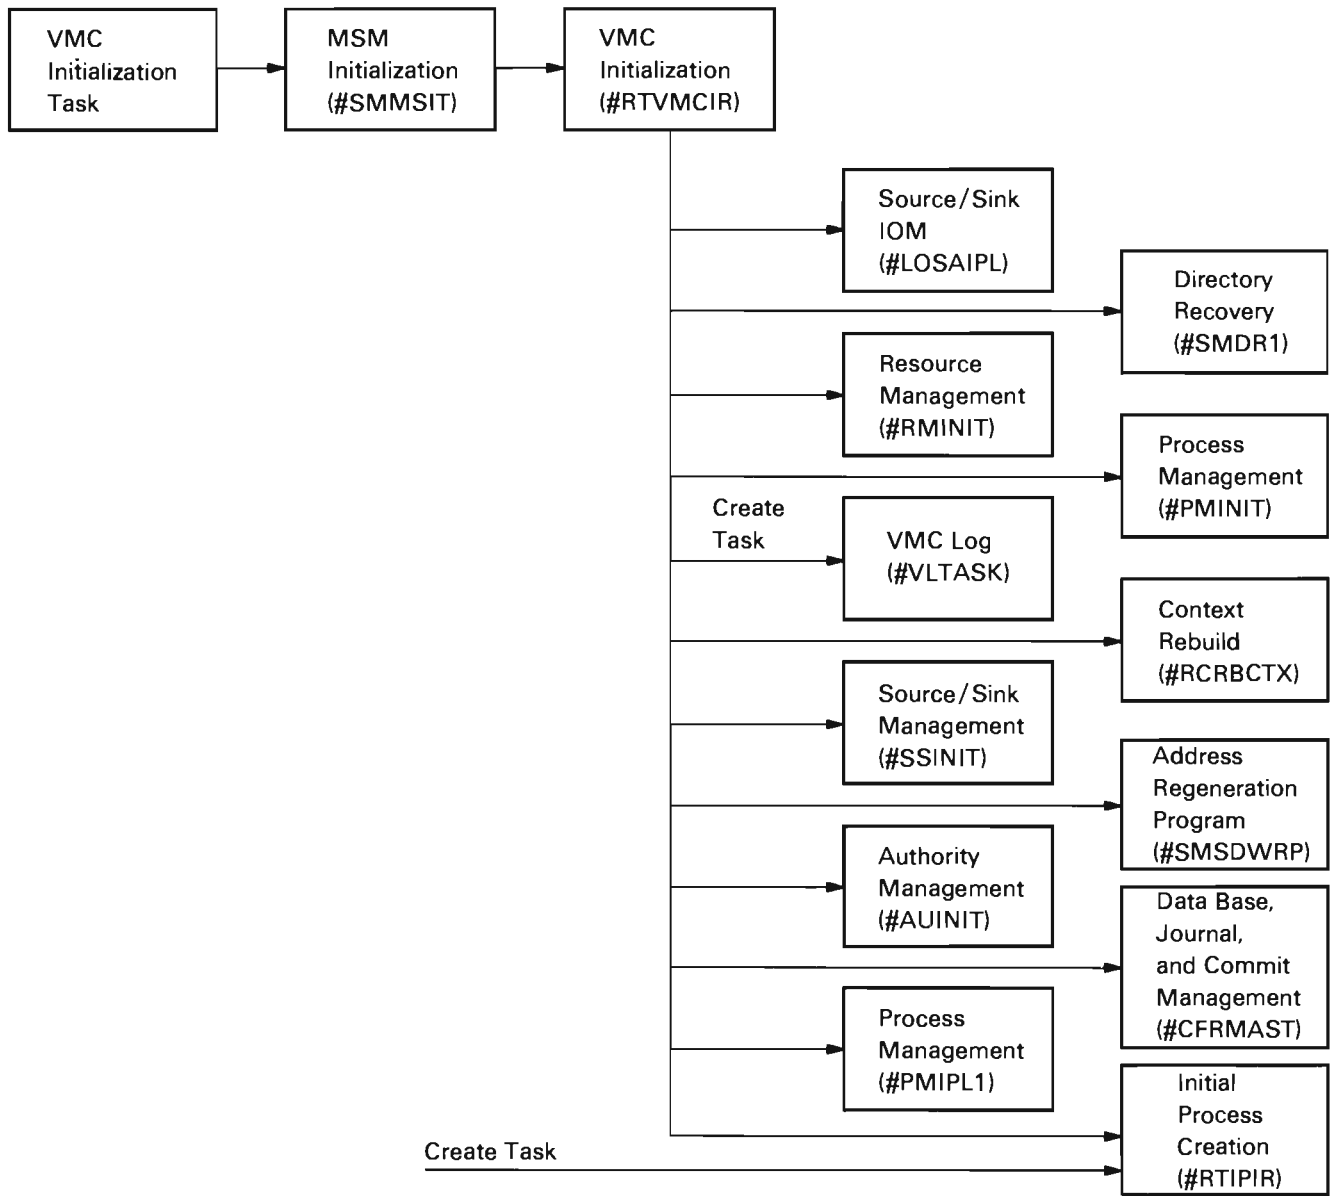 VMC
Initialization
Task
MSM
Initialization
(#SMMSIT)
VMC
Initialization
(#RTVMCIR)
Source/Sink
IOM
(#LOSAIPL)
Directory
Recovery
(#SMDR1)
Resource
Management
(#RMINIT)
Process
Management
(#PMINIT)
Create
Task
VMC Log
(#VLTASK)
Context
Rebuild
(#RCRBCTX)
Source/Sink
Management
(#SSINIT)
Address
Regeneration
Program
(#SMSDWRP)
Authority
Management
(#AUINIT)
Data Base,
Journal,
and Commit
Management
(#CFRMAST)
Process
Management
(#PMIPL1)
Initial
Process
Creation
(#RTIPIR)
Create Task